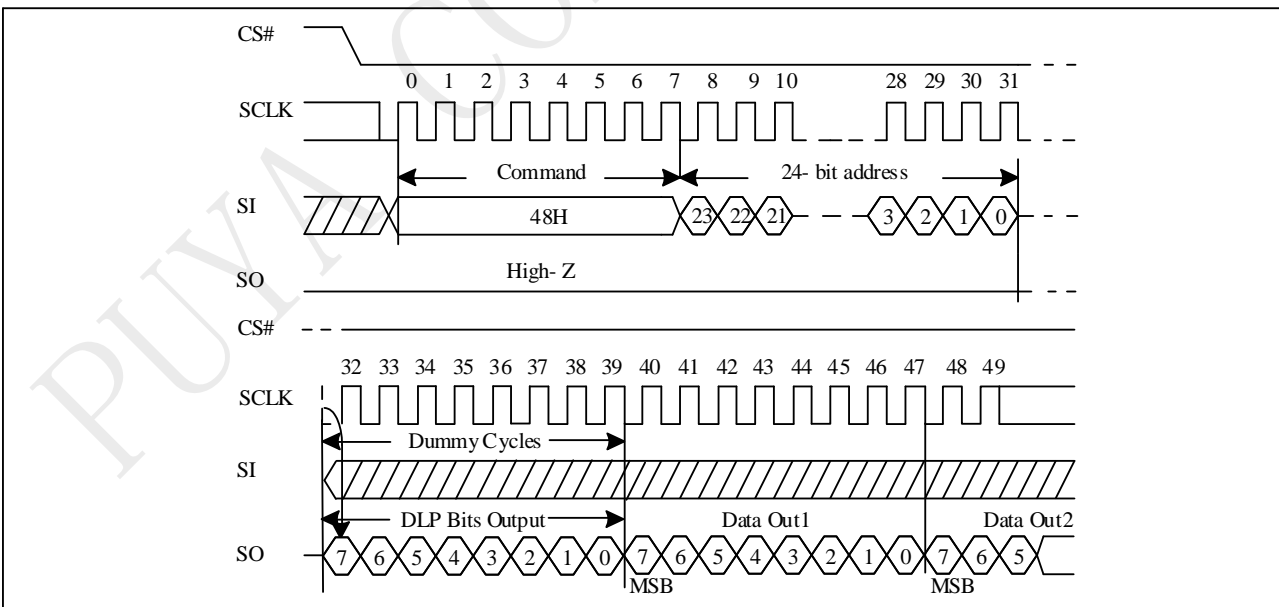 CS#
0 1 2 3 4 5 6 7 8 9 10 28 29 30 31
SCLK
Command 24- bit address
SI
48H 23 22 21 3 2 1 0
High- Z
SO
CS#
32 33 34 35 36 37 38 39 40 41 42 43 44 45 46 47 48 49
SCLK
Dummy Cycles
SI
DLP Bits Output Data Out1 Data Out2
SO 7 6 5 4 3 2 1 0 7 6 5 4 3 2 1 0 7 6 5
MSB MSB
PUYA CO